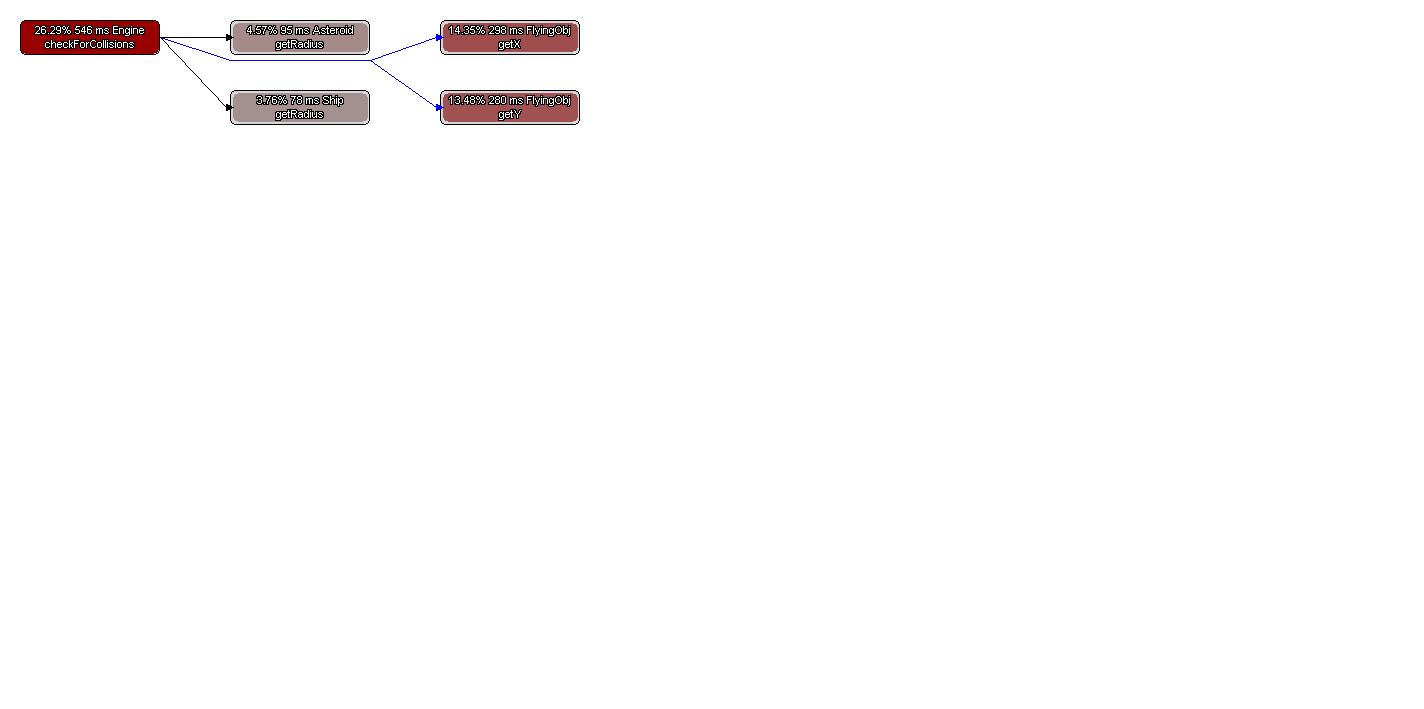 26.29% 546 ms Engine
checkForCollisions
4.57% 95 ms Asteroid
getRadius
14.35% 298 ms FlyingObj
getX
3.76% 78 ms Ship
getRadius
13.48% 280 ms FlyingObj
getY